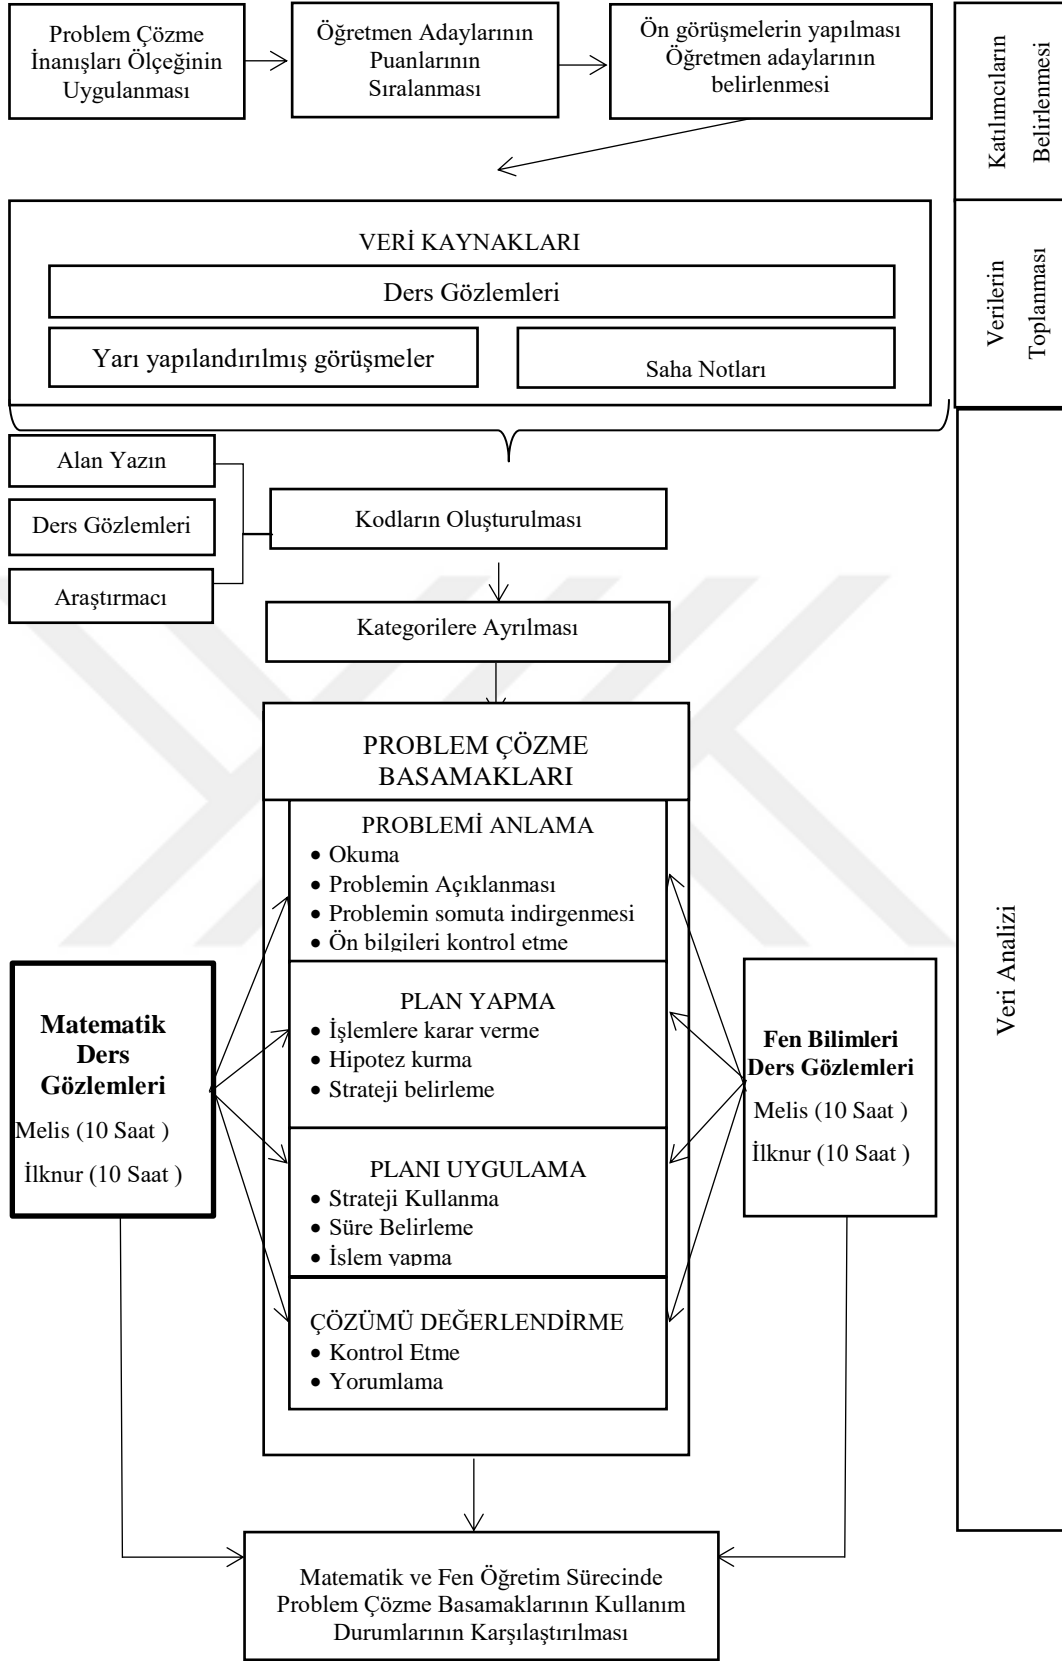 Problem Çözme
İnanışları Ölçeğinin
Uygulanması
Öğretmen Adaylarının
Puanlarının
Sıralanması
Ön görüşmelerin yapılması
Öğretmen adaylarının
belirlenmesi
Katılımcıların
Belirlenmesi
VERİ KAYNAKLARI
Ders Gözlemleri
Yarı yapılandırılmış görüşmeler
Saha Notları
Verilerin
Toplanması
Alan Yazın
Ders Gözlemleri
Araştırmacı
Kodların Oluşturulması
Kategorilere Ayrılması
PROBLEM ÇÖZME
BASAMAKLARI
PROBLEMİ ANLAMA
• Okuma
• Problemin Açıklanması
• Problemin somuta indirgenmesi
• Ön bilgileri kontrol etme
PLAN YAPMA
• İşlemlere karar verme
• Hipotez kurma
• Strateji belirleme
PLANI UYGULAMA
• Strateji Kullanma
• Süre Belirleme
• İşlem yapma
ÇÖZÜMÜ DEĞERLENDİRME
• Kontrol Etme
• Yorumlama
Matematik
Ders
Gözlemleri
Melis (10 Saat )
İlknur (10 Saat )
Fen Bilimleri
Ders Gözlemleri
Melis (10 Saat )
İlknur (10 Saat )
Veri Analizi
Matematik ve Fen Öğretim Sürecinde
Problem Çözme Basamaklarının Kullanım
Durumlarının Karşılaştırılması